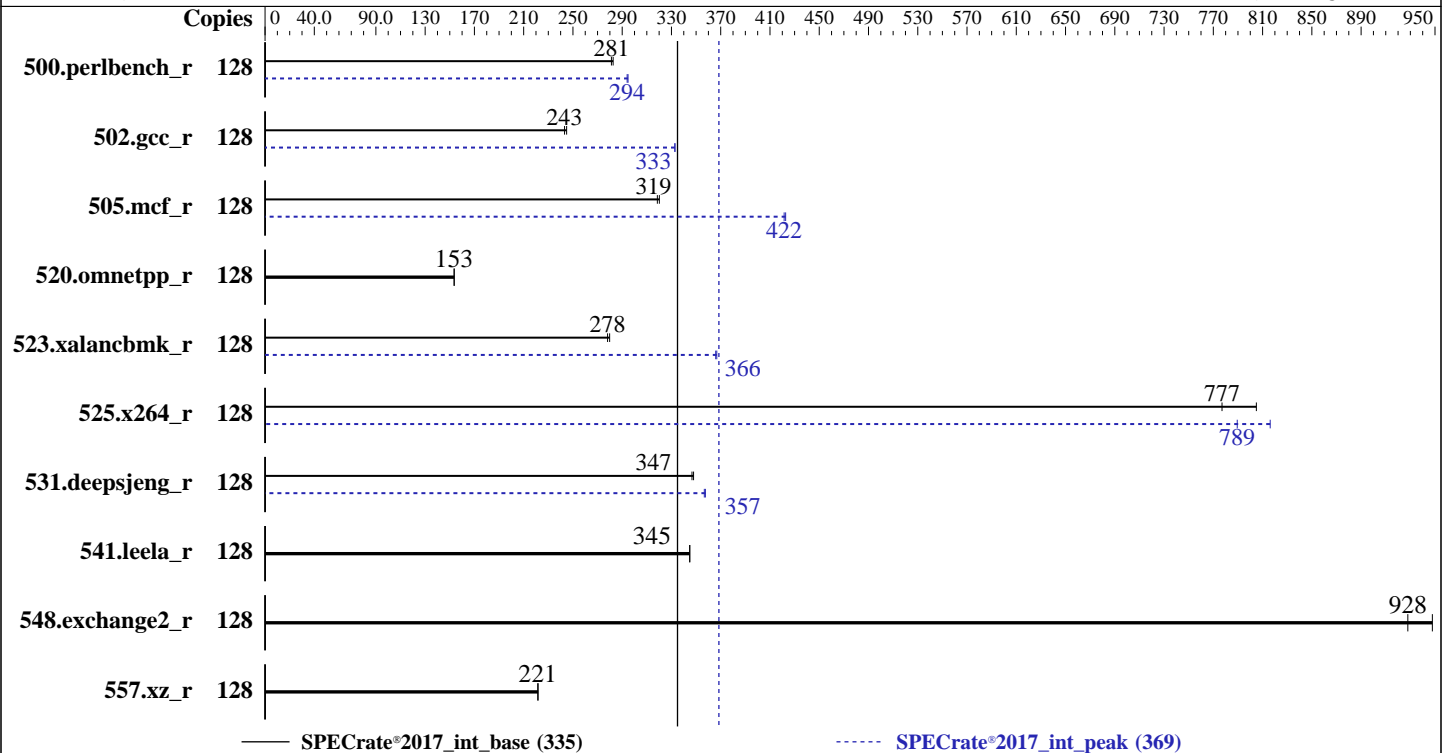 Copies 0 40.0 90.0 130 170 210 250 290 330 370 410 450 490 530 570 610 650 690 730 770 810 850 890 950
281
500.perlbench_r 128
294
243
502.gcc_r 128
333
319
505.mcf_r 128
422
153
520.omnetpp_r 128
278
523.xalancbmk_r 128
366
777
525.x264_r 128
789
347
531.deepsjeng_r 128
357
345
541.leela_r 128
928
548.exchange2_r 128
221
557.xz_r 128
SPECrate®2017_int_base (335) SPECrate®2017_int_peak (369)